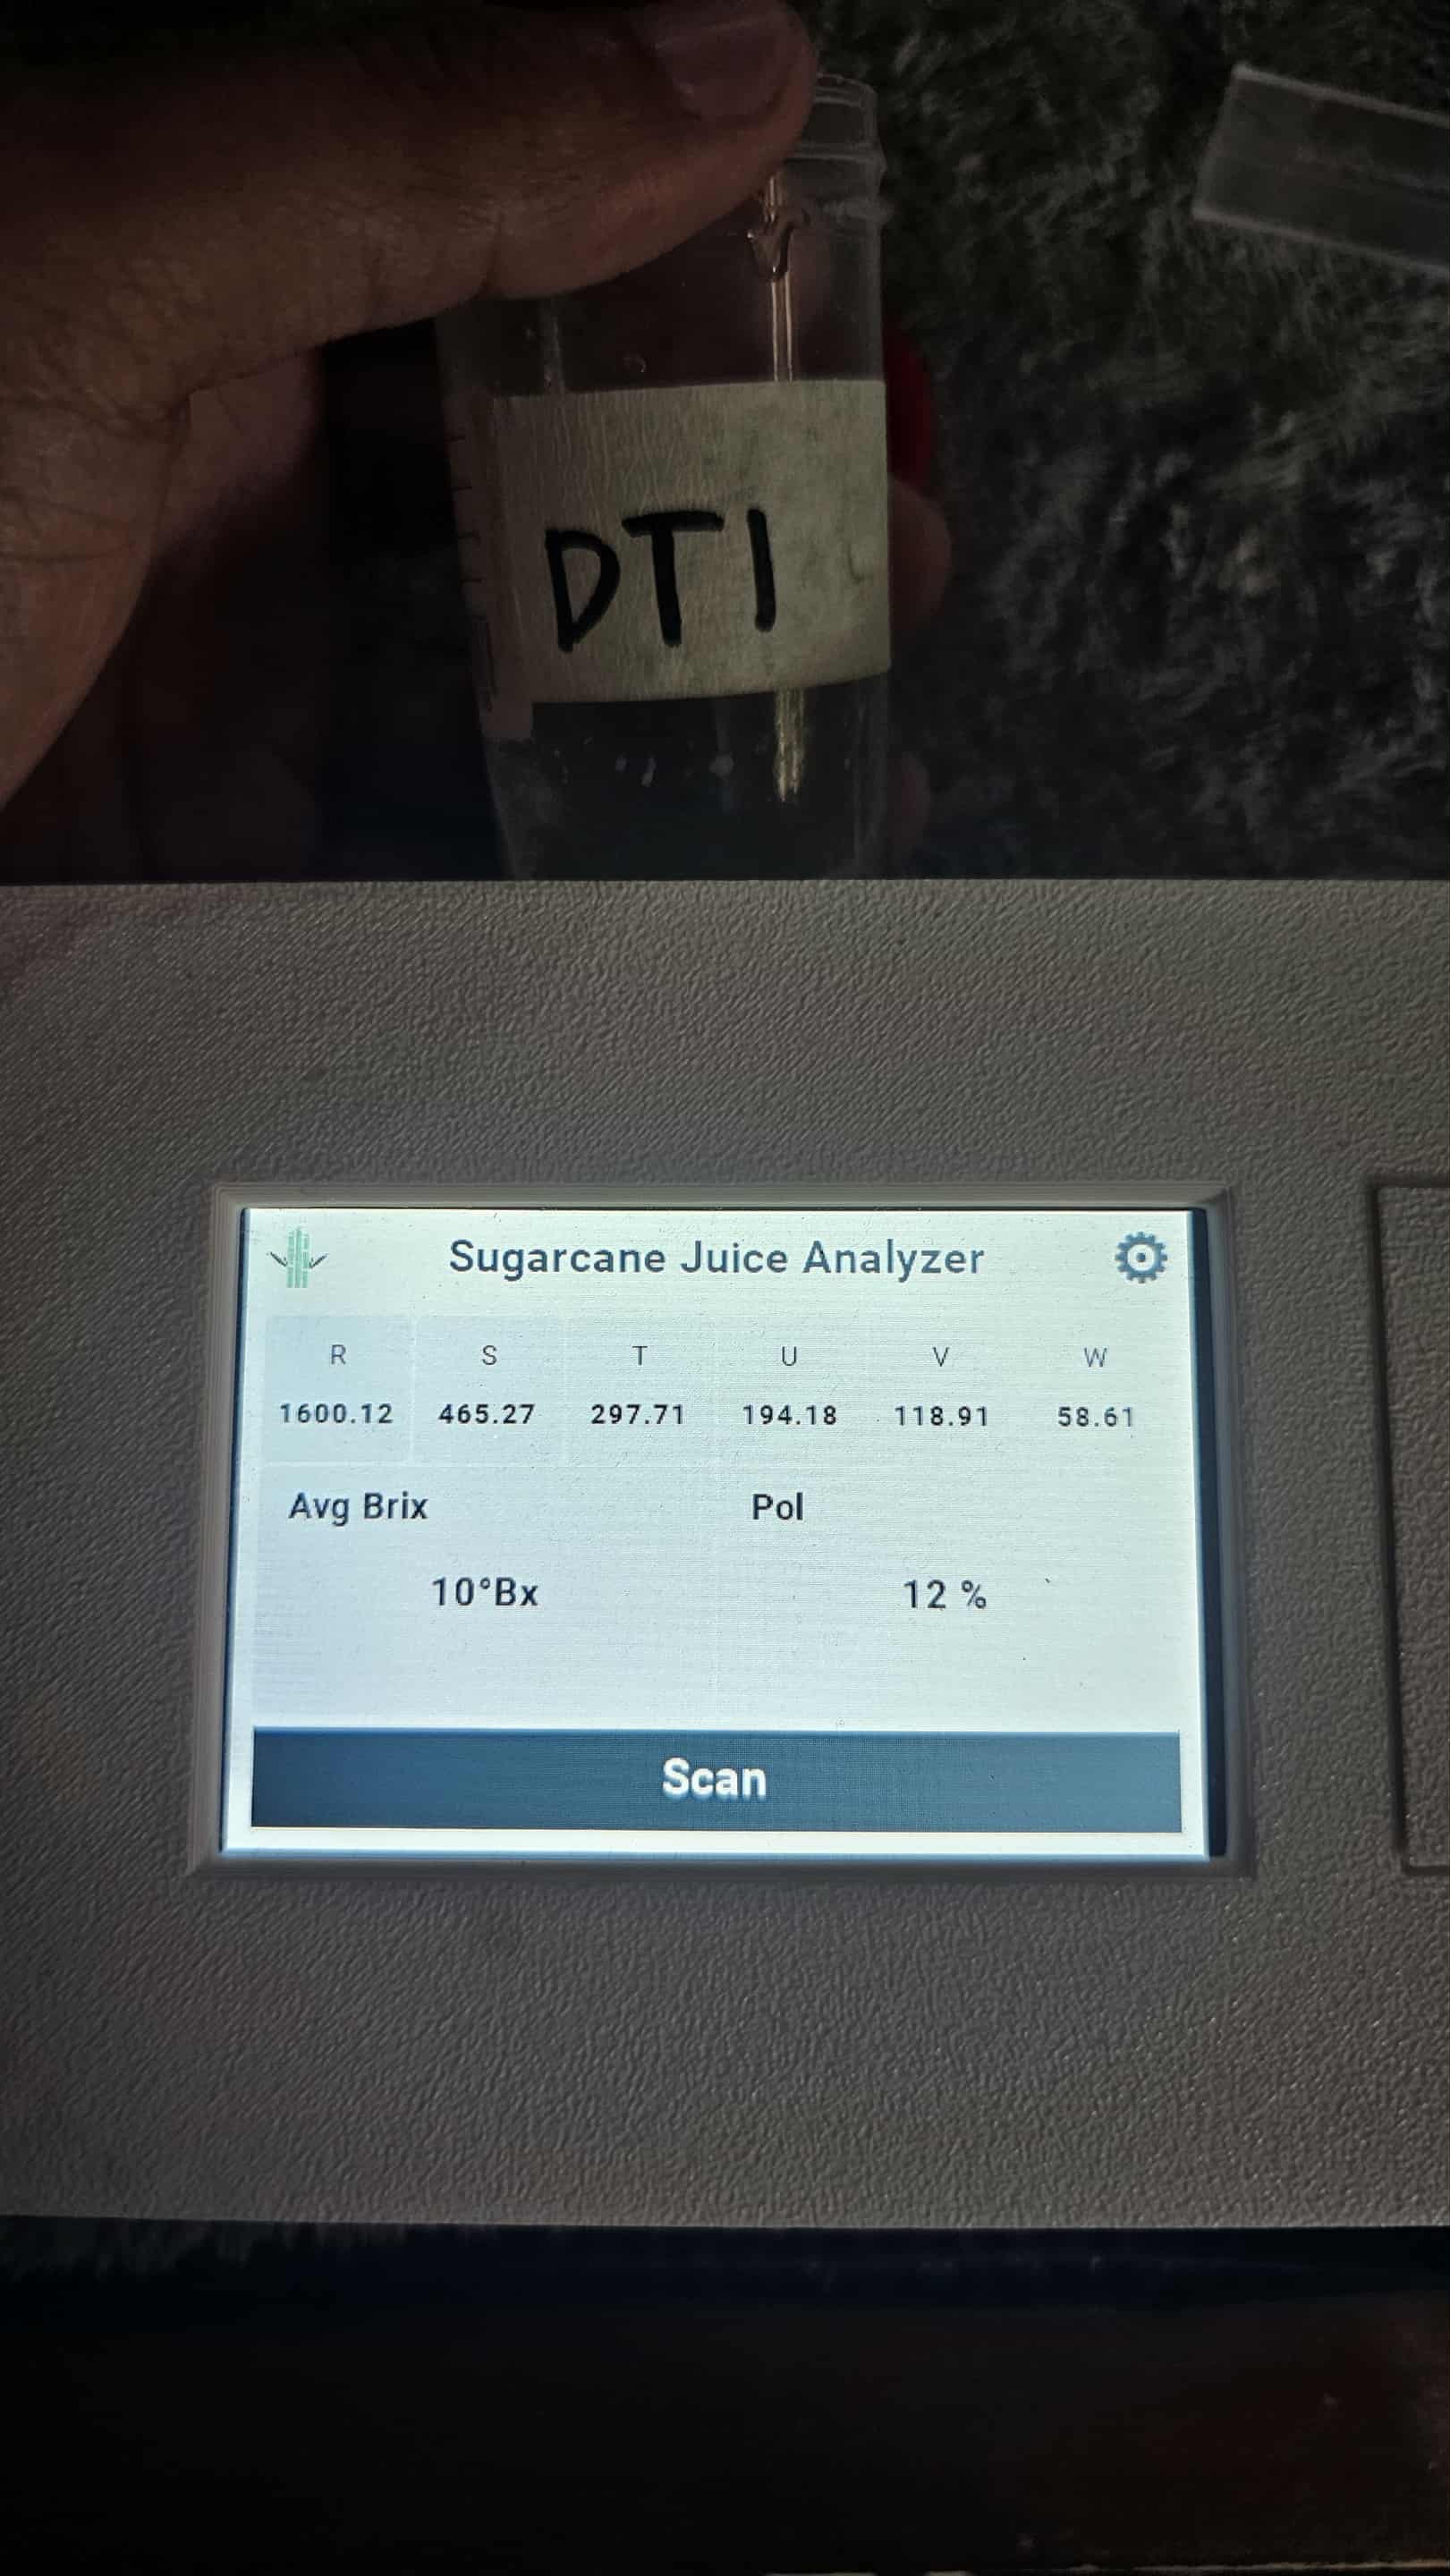 DT1
Sugarcane Juice Analyzer
R S T U V W
1600.12 465.27 297.71 194.18 118.91 58.61
Avg Brix Pol
10°Bx 12 %
Scan